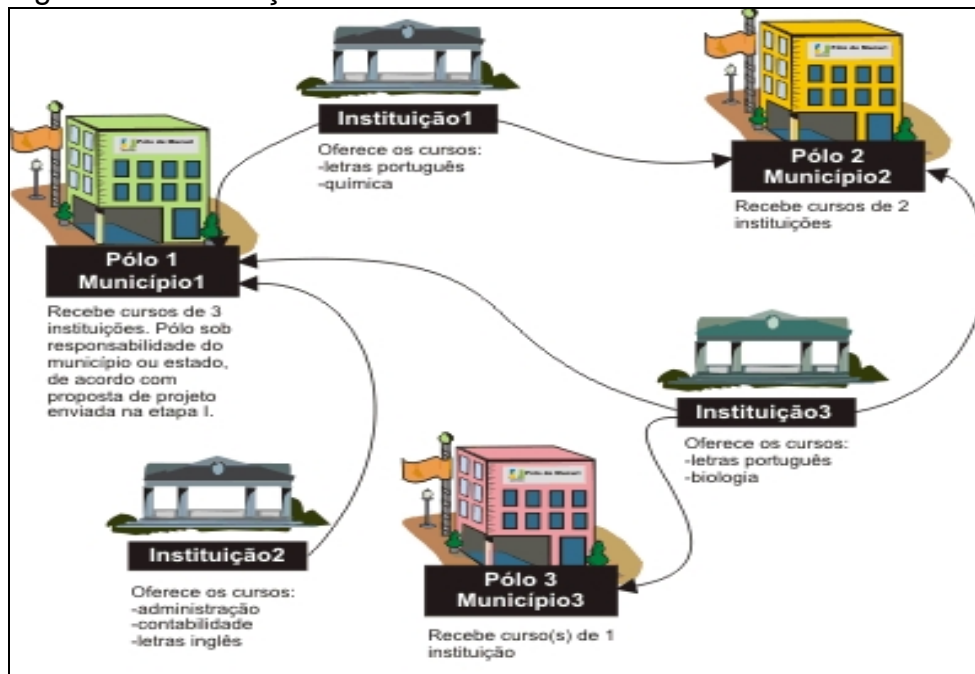 Instituição1
Oferece os cursos:
-letras português
-química
Pólo 2
Município2
Recebe cursos de 2
instituições
Pólo 1
Município1
Recebe cursos de 3
instituições. Pólo sob
responsabilidade do
município ou estado,
de acordo com
proposta de projeto
enviada na etapa I.
Instituição3
Oferece os cursos:
-letras português
-biologia
Instituição2
Oferece os cursos:
-administração
-contabilidade
-letras inglês
Pólo 3
Município3
Recebe curso(s) de 1
instituição